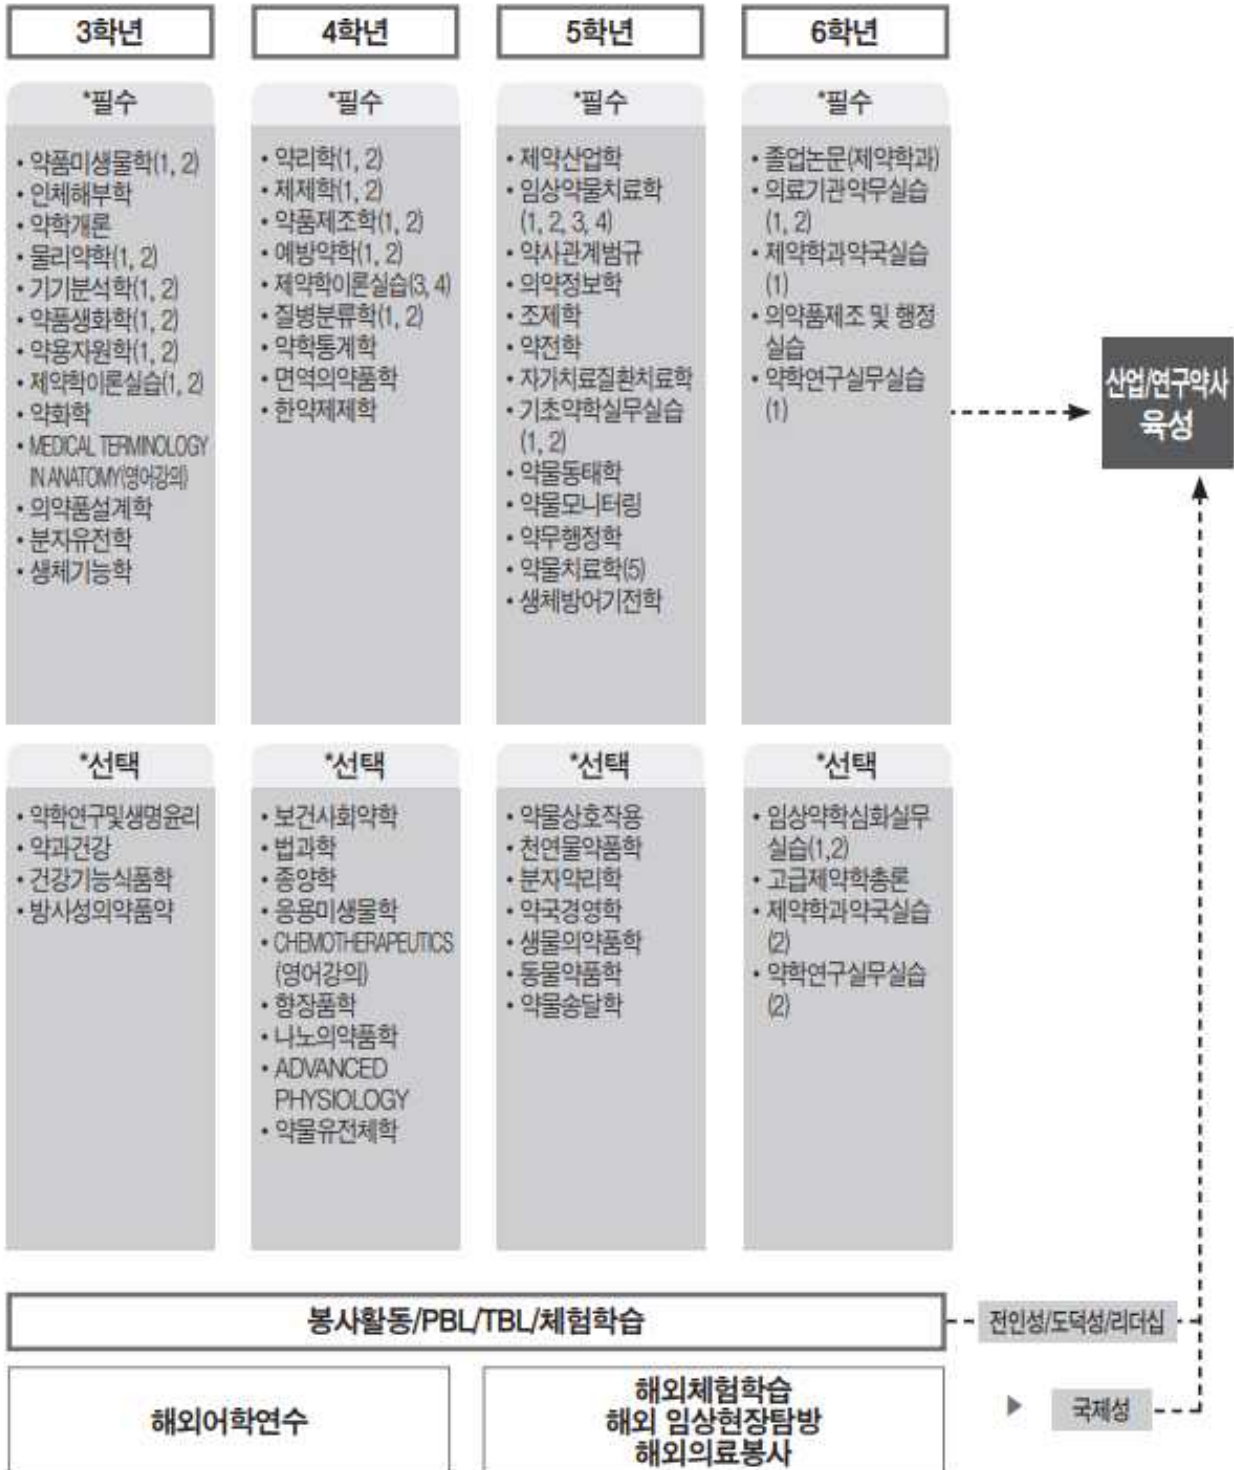 3학년
*필수
• 약품미생물학(1, 2)
• 인체해부학
• 약학개론
• 물리약학(1, 2)
• 기기분석학(1, 2)
• 약품생화학(1, 2)
• 약용자원학(1, 2)
• 제약학이론실습(1, 2)
• 약화학
• MEDICAL TERMINOLOGY
IN ANATOMY(영어강의)
• 의약품설계학
• 분자유전학
• 생체기능학
*선택
• 약학연구및생명윤리
• 약과건강
• 건강기능식품학
• 방사성의약품약
4학년
*필수
• 약리학(1, 2)
• 제제학(1, 2)
• 약품제조학(1, 2)
• 예방약학(1, 2)
• 제약학이론실습(3, 4)
• 질병분류학(1, 2)
• 약학통계학
• 면역의약품학
• 한약제제학
*선택
• 보건사회약학
• 법과학
• 종양학
• 응용미생물학
• CHEMOTHERAPEUTICS
(영어강의)
• 향장품학
• 나노의약품학
• ADVANCED
PHYSIOLOGY
• 약물유전체학
5학년
*필수
• 제약산업학
• 임상약물치료학
(1, 2, 3, 4)
• 약사관계법규
• 의약정보학
• 조제학
• 약전학
• 자가치료질환치료학
• 기초약학실무실습
(1, 2)
• 약물동태학
• 약물모니터링
• 약무행정학
• 약물치료학(5)
• 생체방어기전학
*선택
• 약물상호작용
• 천연물약품학
• 분자약리학
• 약국경영학
• 생물의약품학
• 동물약품학
• 약물송달학
6학년
*필수
• 졸업논문(제약학과)
• 의료기관약무실습
(1, 2)
• 제약학과약국실습
(1)
• 의약품제조 및 행정
실습
• 약학연구실무실습
(1)
*선택
• 임상약학심화실무
실습(1,2)
• 고급제약학총론
• 제약학과약국실습
(2)
• 약학연구실무실습
(2)
산업/연구약사
육성
봉사활동/PBL/TBL/체험학습
전인성/도덕성/리더십
해외어학연수
해외체험학습
해외 임상현장탐방
해외의료봉사
국제성